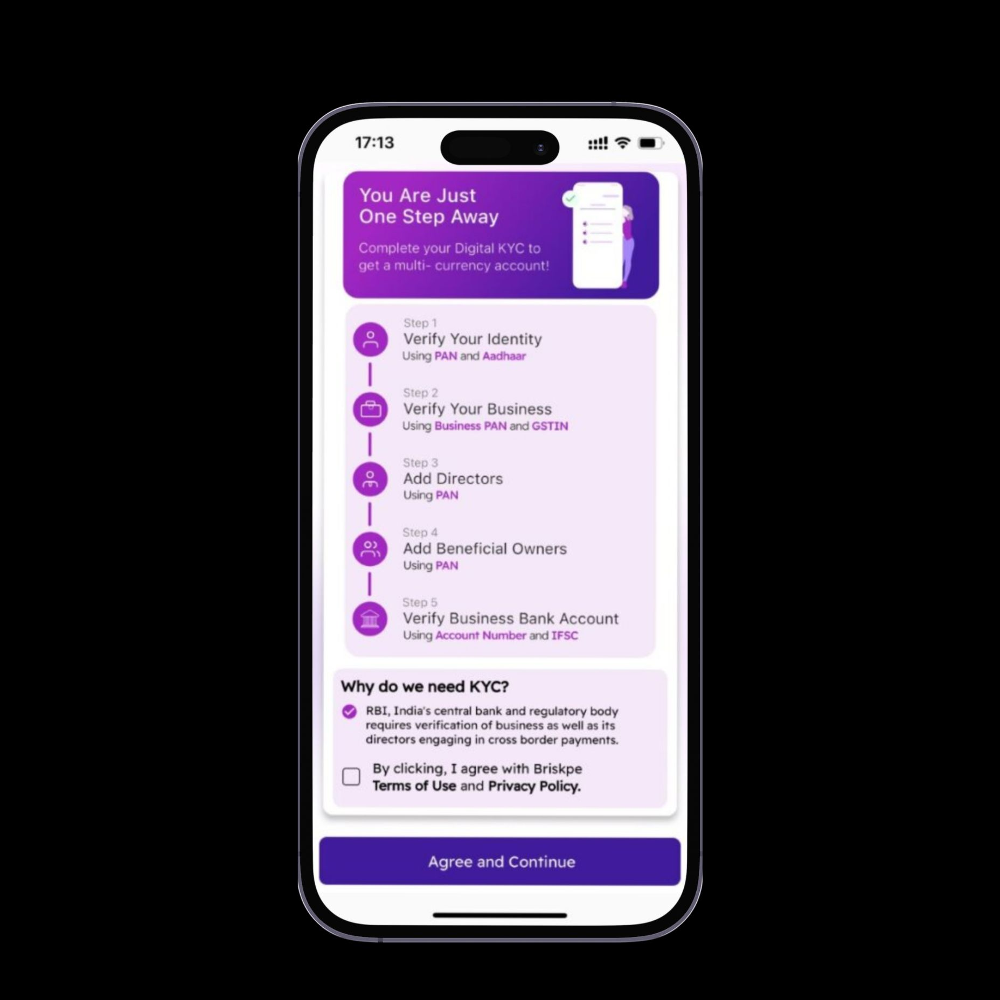 17:13
You Are Just
One Step Away
Complete your Digital KYC to
get a multi- currency account!
Step 1
Verify Your Identity
Using PAN and Aadhaar
Step 2
Verify Your Business
Using Business PAN and GSTIN
Step 3
Add Directors
Using PAN
Step 4
Add Beneficial Owners
Using PAN
Step 5
Verify Business Bank Account
Using Account Number and IFSC
Why do we need KYC?
RBI, India's central bank and regulatory body
requires verification of business as well as its
directors engaging in cross border payments.
By clicking, I agree with Briskpe
Terms of Use and Privacy Policy.
Agree and Continue